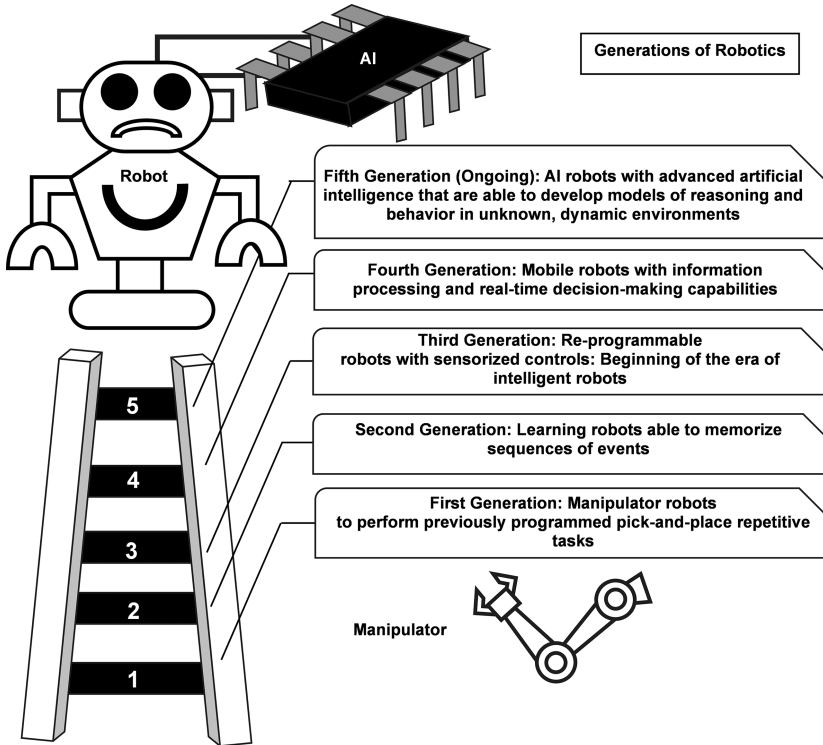 AI
Generations of Robotics
Robot
Fifth Generation (Ongoing): AI robots with advanced artificial
intelligence that are able to develop models of reasoning and
behavior in unknown, dynamic environments
Fourth Generation: Mobile robots with information
processing and real-time decision-making capabilities
Third Generation: Re-programmable
robots with sensorized controls: Beginning of the era of
intelligent robots
5
Second Generation: Learning robots able to memorize
sequences of events
4
First Generation: Manipulator robots
to perform previously programmed pick-and-place repetitive
tasks
3
2
Manipulator
1